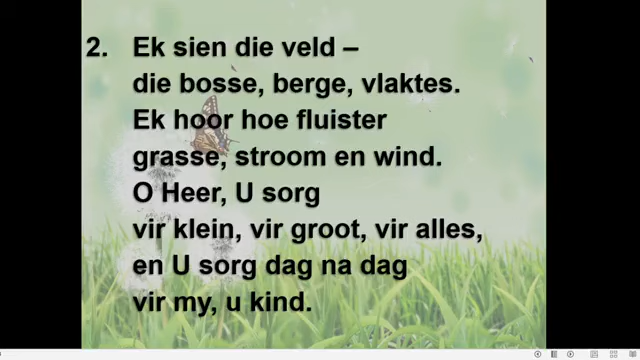 2. Ek sien die veld –
die bosse, berge, vlaktes.
Ek hoor hoe fluister
grasse, stroom en wind.
O Heer, U sorg
vir klein, vir groot, vir alles,
en U sorg dag na dag
vir my, u kind.